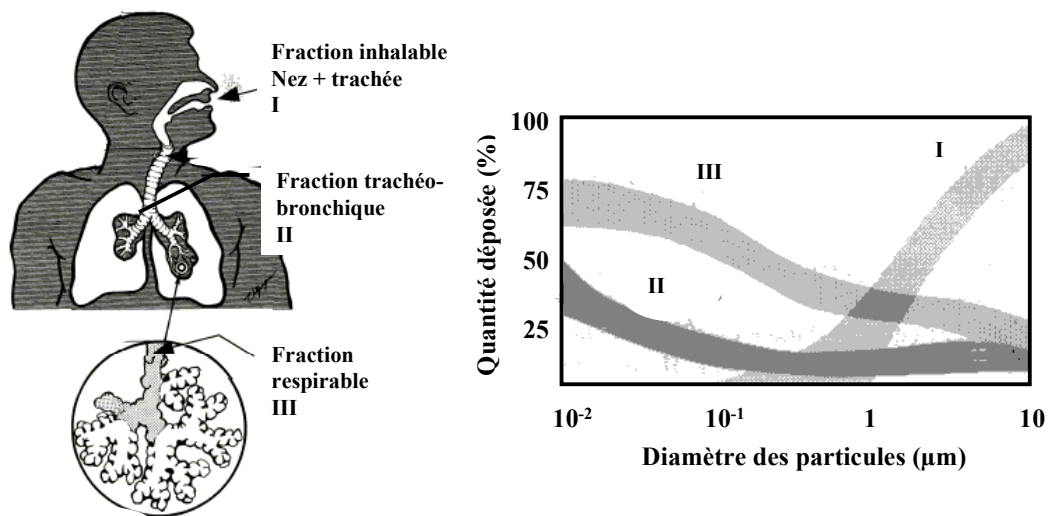 Fraction inhalable
Nez + trachée
I
Fraction trachéo-
bronchique
II
Fraction
respirable
III
Quantité déposée (%)
100
75
50
25
III
I
II
10-2
10-1
1
10
Diamètre des particules (µm)